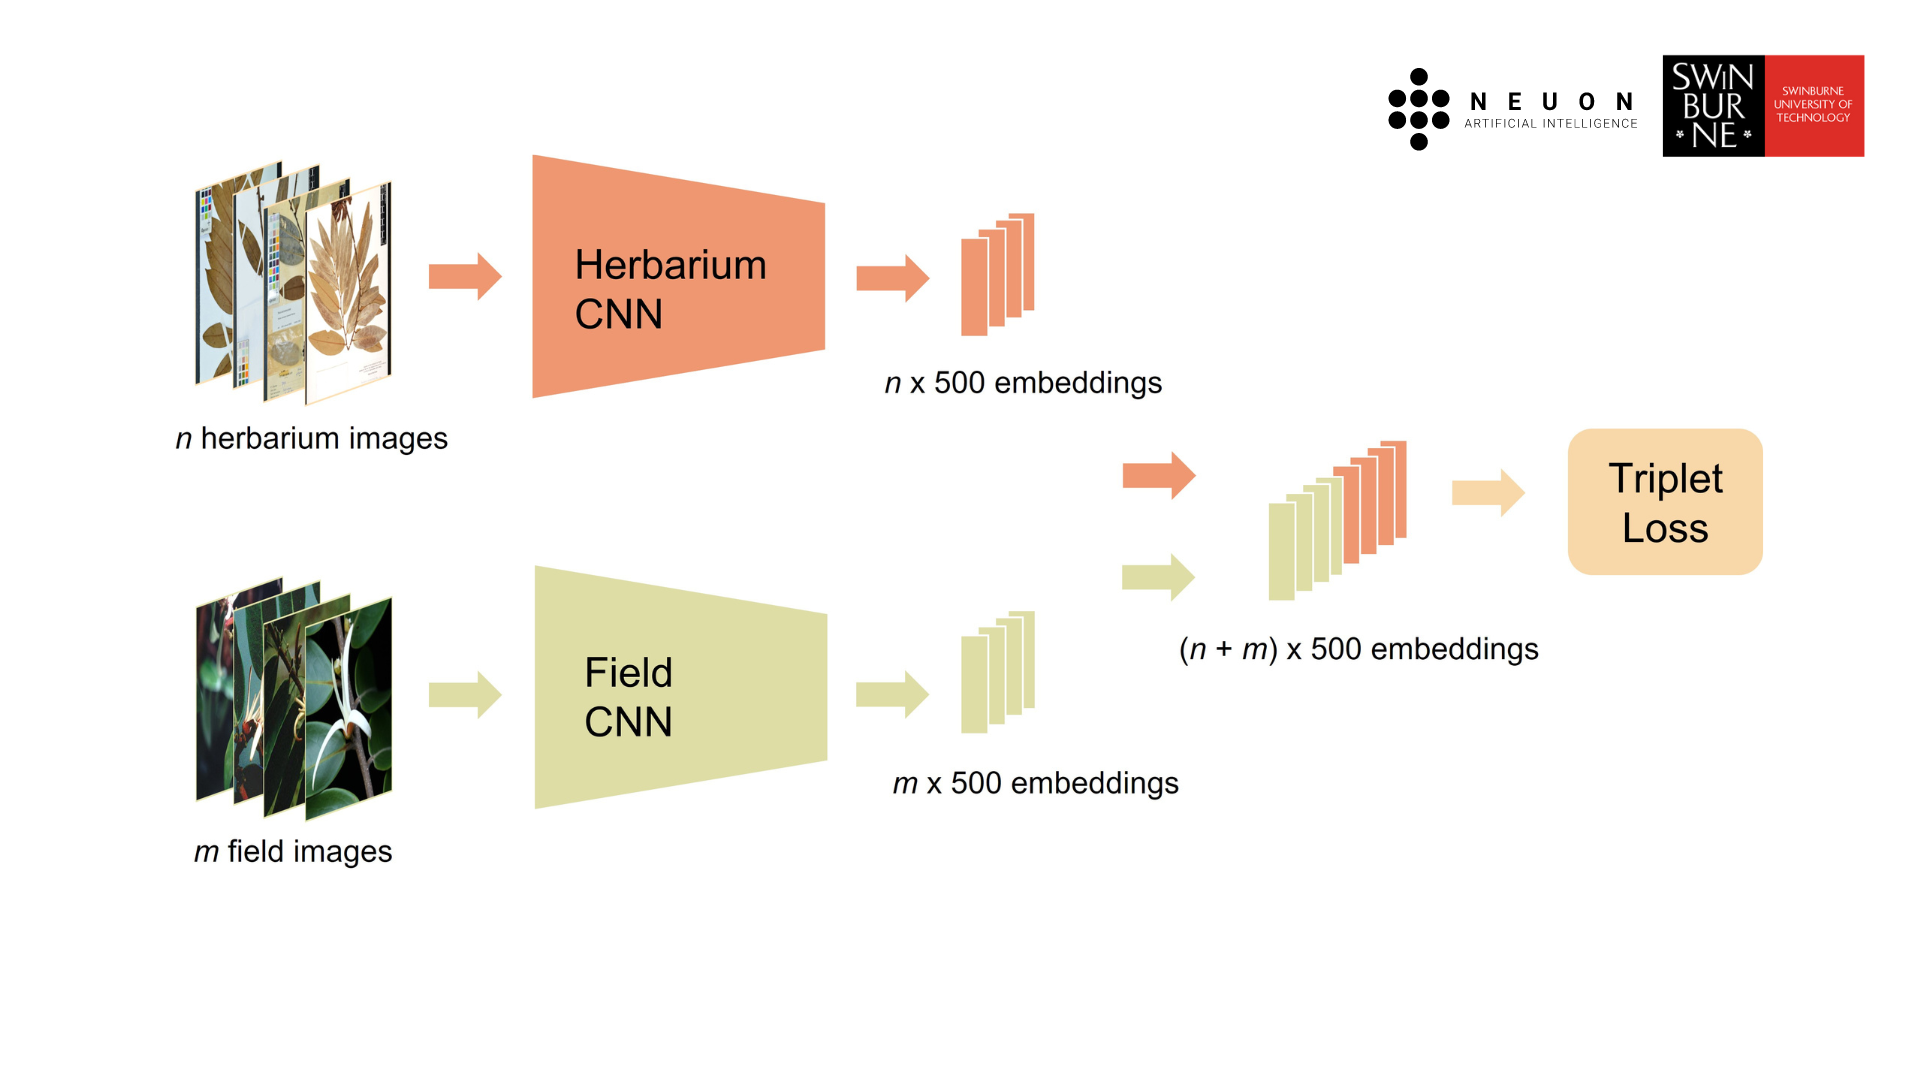 NEUON
ARTIFICIAL INTELLIGENCE
SWIN
BUR
NE
SWINBURNE
UNIVERSITY OF
TECHNOLOGY
Herbarium
CNN
n x 500 embeddings
n herbarium images
Triplet
Loss
(n + m) x 500 embeddings
Field
CNN
m x 500 embeddings
m field images